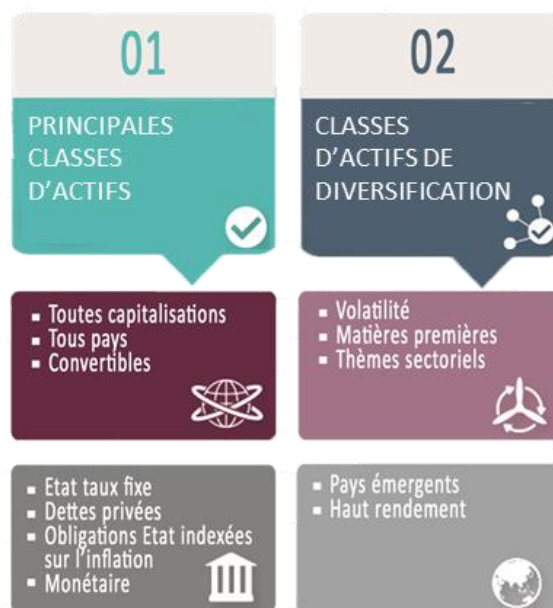 01
PRINCIPALES
CLASSES
D'ACTIFS
▪ Toutes capitalisations
▪ Tous pays
▪ Convertibles
▪ Etat taux fixe
▪ Dettes privées
▪ Obligations Etat indexées
sur l'inflation
▪ Monétaire
02
CLASSES
D'ACTIFS DE
DIVERSIFICATION
▪ Volatilité
▪ Matières premières
▪ Thèmes sectoriels
▪ Pays émergents
▪ Haut rendement